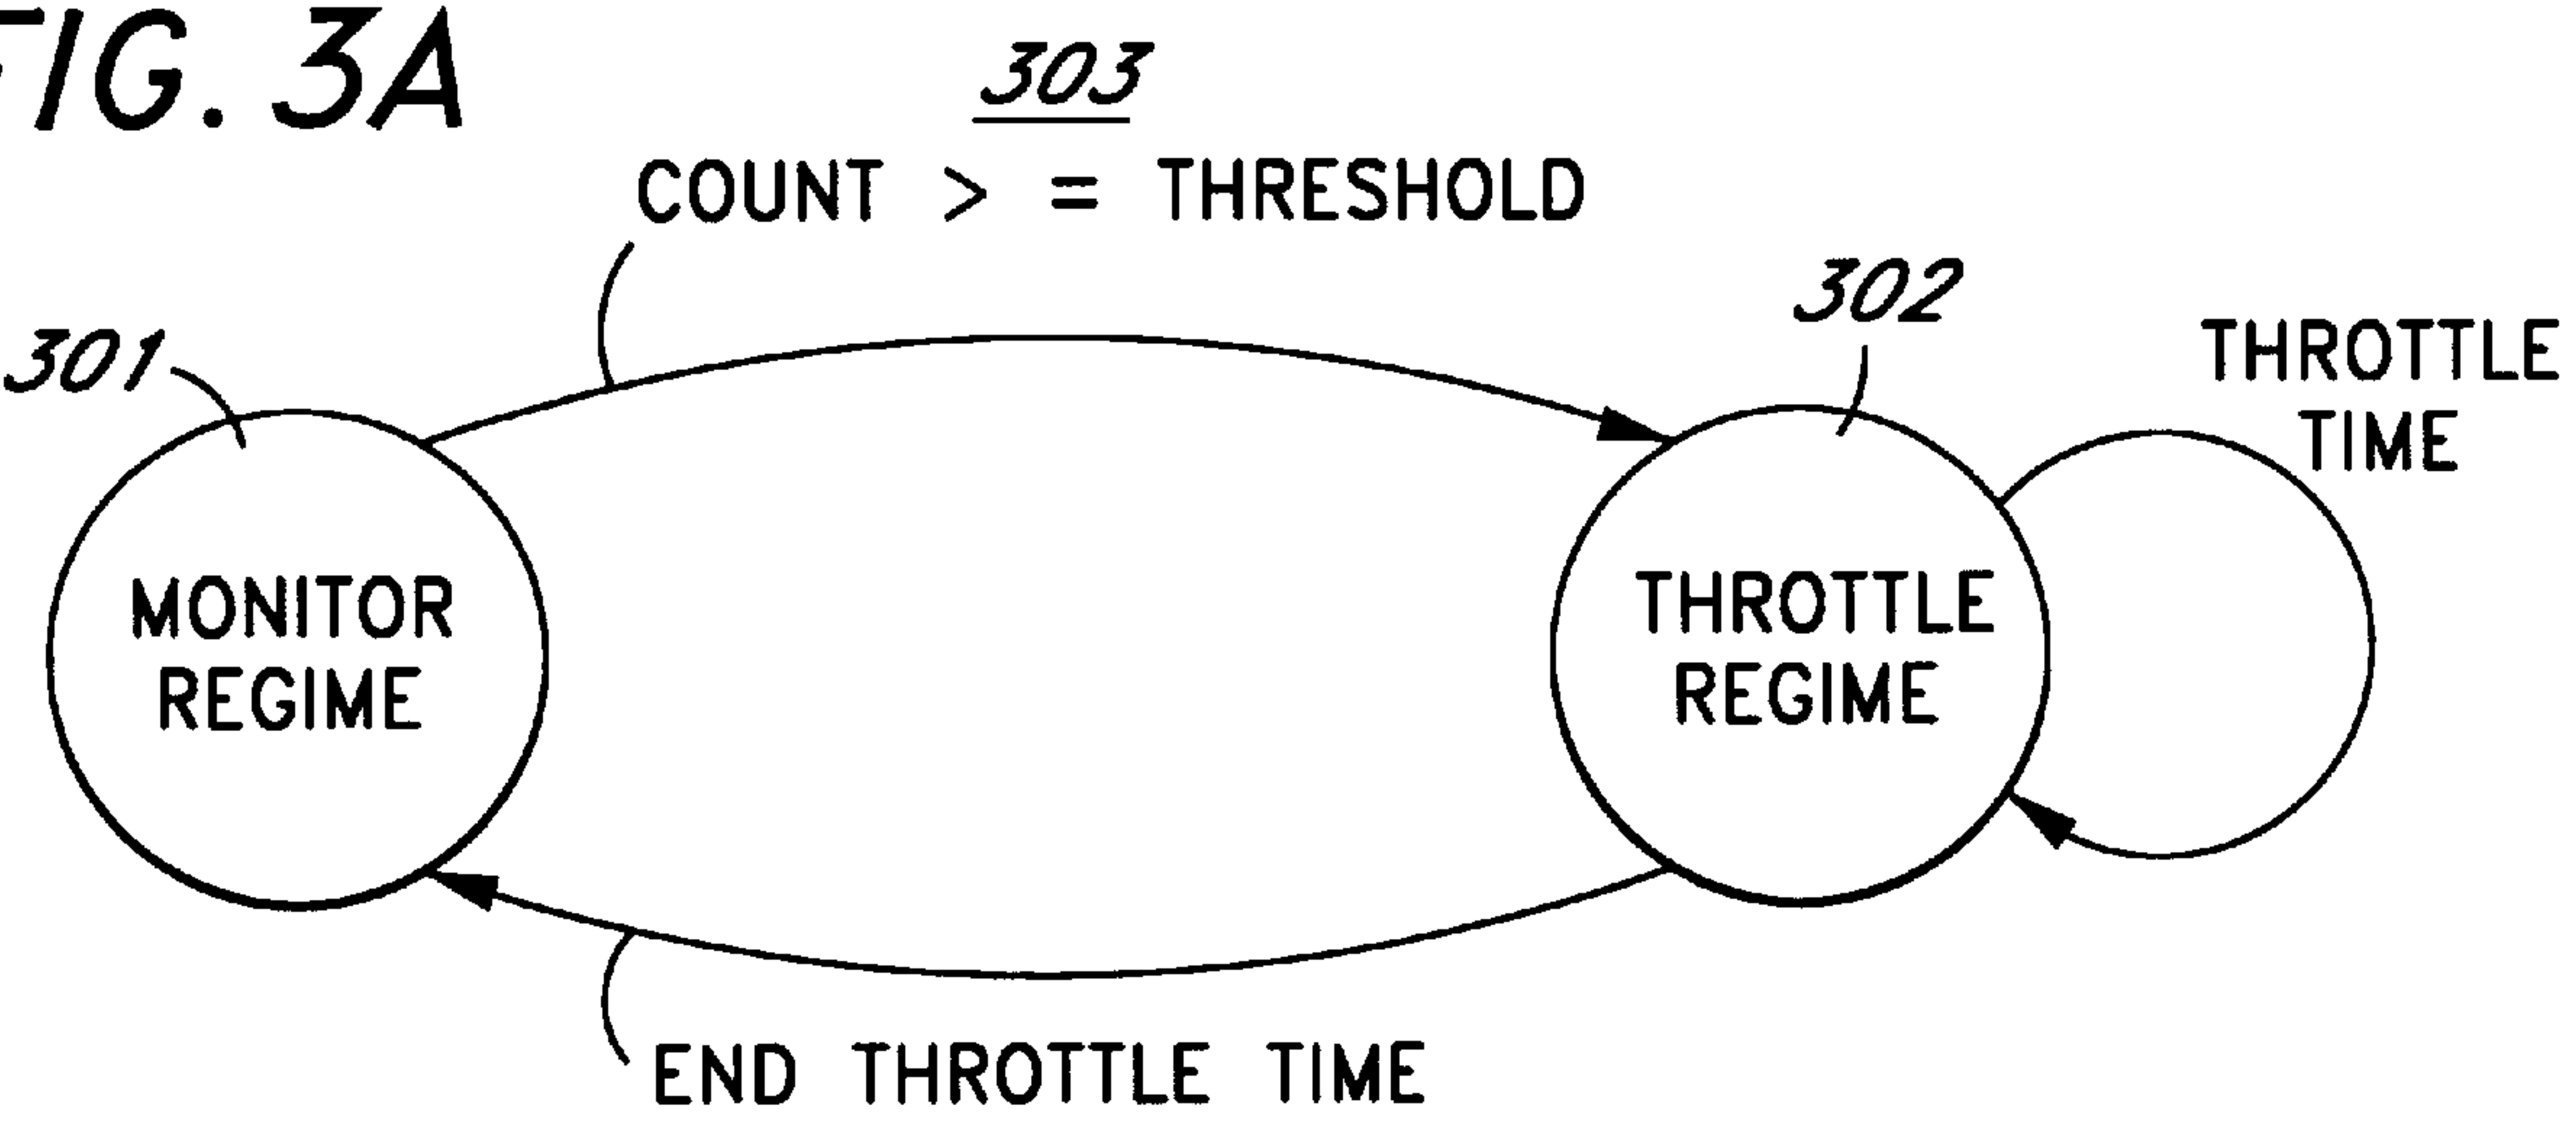 FIG. 3A
303
COUNT > = THRESHOLD
302
301
THROTTLE
TIME
MONITOR
REGIME
THROTTLE
REGIME
END THROTTLE TIME